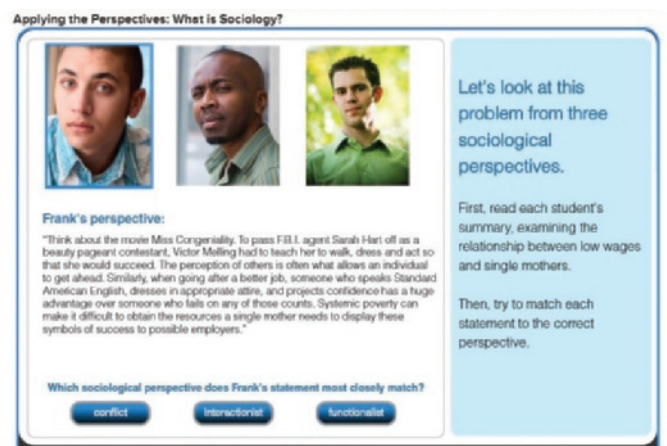 Applying the Perspectives: What is Sociology?
Frank's perspective:
"Think about the movie Miss Congeniality. To pass F.B.I. agent Sarah Hart off as a
beauty pageant contestant, Victor Melling had to teach her to walk, dress and act so
that she would succeed. The perception of others is often what allows an individual
to get ahead. Similarly, when going after a better job, someone who speaks Standard
American English, dresses in appropriate attire, and projects confidence has a huge
advantage over someone who fails on any of those counts. Systemic poverty can
make it difficult to obtain the resources a single mother needs to display these
symbols of success to possible employers."
Which sociological perspective does Frank's statement most closely match?
conflict
interactionist
functionalist
Let's look at this
problem from three
sociological
perspectives.
First, read each student's
summary, examining the
relationship between low wages
and single mothers.
Then, try to match each
statement to the correct
perspective.